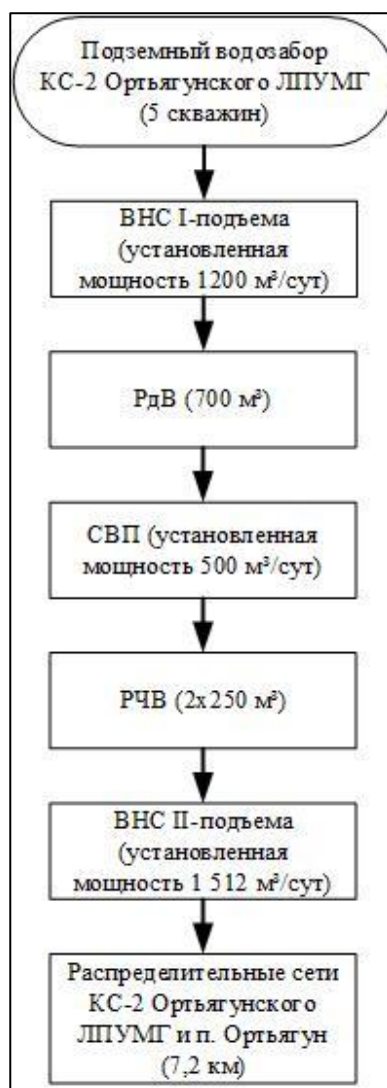 Подземный водозабор
КС-2 Ортьягунского ЛПУМГ
(5 скважин)
ВНС I-подъема
(установленная
мощность 1200 м³/сут)
РдВ (700 м³)
СВП (установленная
мощность 500 м³/сут)
РЧВ (2х250 м³)
ВНС II-подъема
(установленная
мощность 1 512 м³/сут)
Распределительные сети
КС-2 Ортьягунского
ЛПУМГ и п. Ортьягун
(7,2 км)